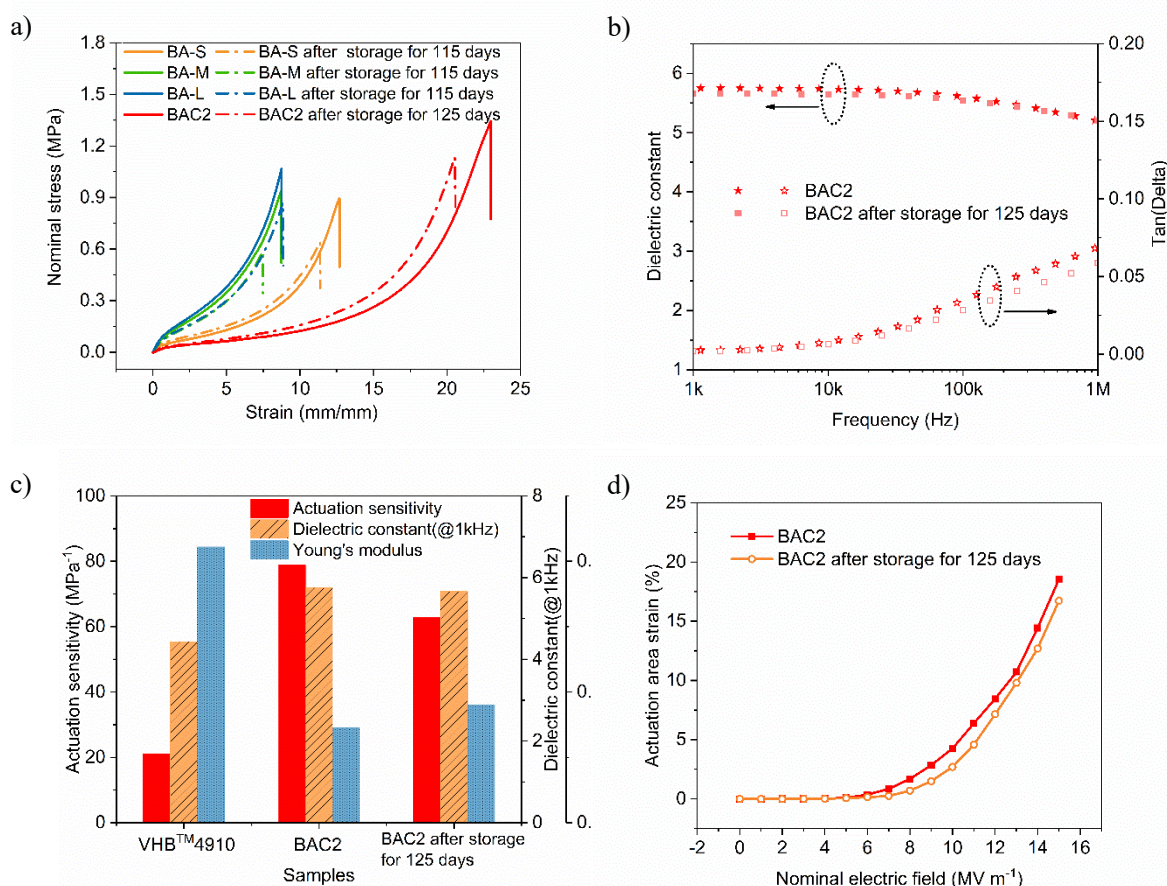 a)
1.8
1.5
1.2
0.9
0.6
0.3
0.0
Nominal stress (MPa)
BA-S
BA-S after storage for 115 days
BA-M
BA-M after storage for 115 days
BA-L
BA-L after storage for 115 days
BAC2
BAC2 after storage for 125 days
0 5 10 15 20 25
Strain (mm/mm)
b)
6
5
4
3
2
1
Dielectric constant
BAC2
BAC2 after storage for 125 days
0.20
0.15
0.10
0.05
0.00
Tan(Delta)
1k 10k 100k 1M
Frequency (Hz)
c)
100
80
60
40
20
0
Actuation sensitivity (MPa⁻¹)
Actuation sensitivity
Dielectric constant(@1kHz)
Young's modulus
8
6
4
2
0
Dielectric constant(@1kHz)
0.
0.
0.
VHB™4910
BAC2
BAC2 after storage
for 125 days
Samples
d)
25
20
15
10
5
0
Actuation area strain (%)
BAC2
BAC2 after storage for 125 days
-2 0 2 4 6 8 10 12 14 16
Nominal electric field (MV m⁻¹)